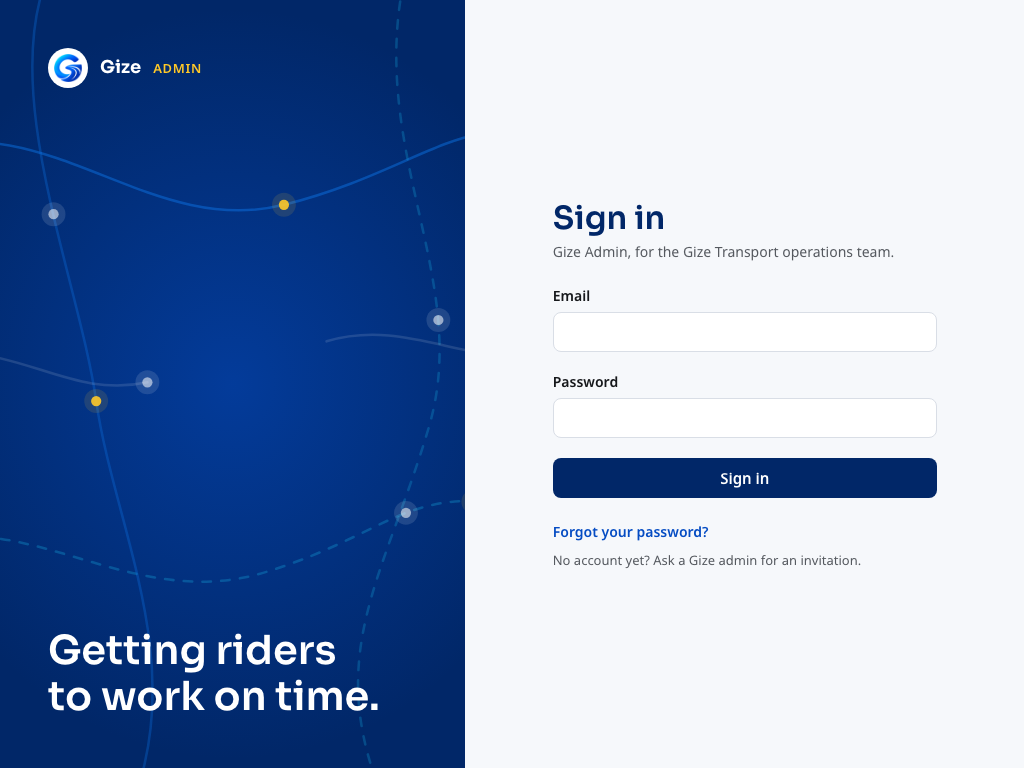 Gize ADMIN
Getting riders
to work on time.
Sign in
Gize Admin, for the Gize Transport operations team.
Email
Password
Sign in
Forgot your password?
No account yet? Ask a Gize admin for an invitation.